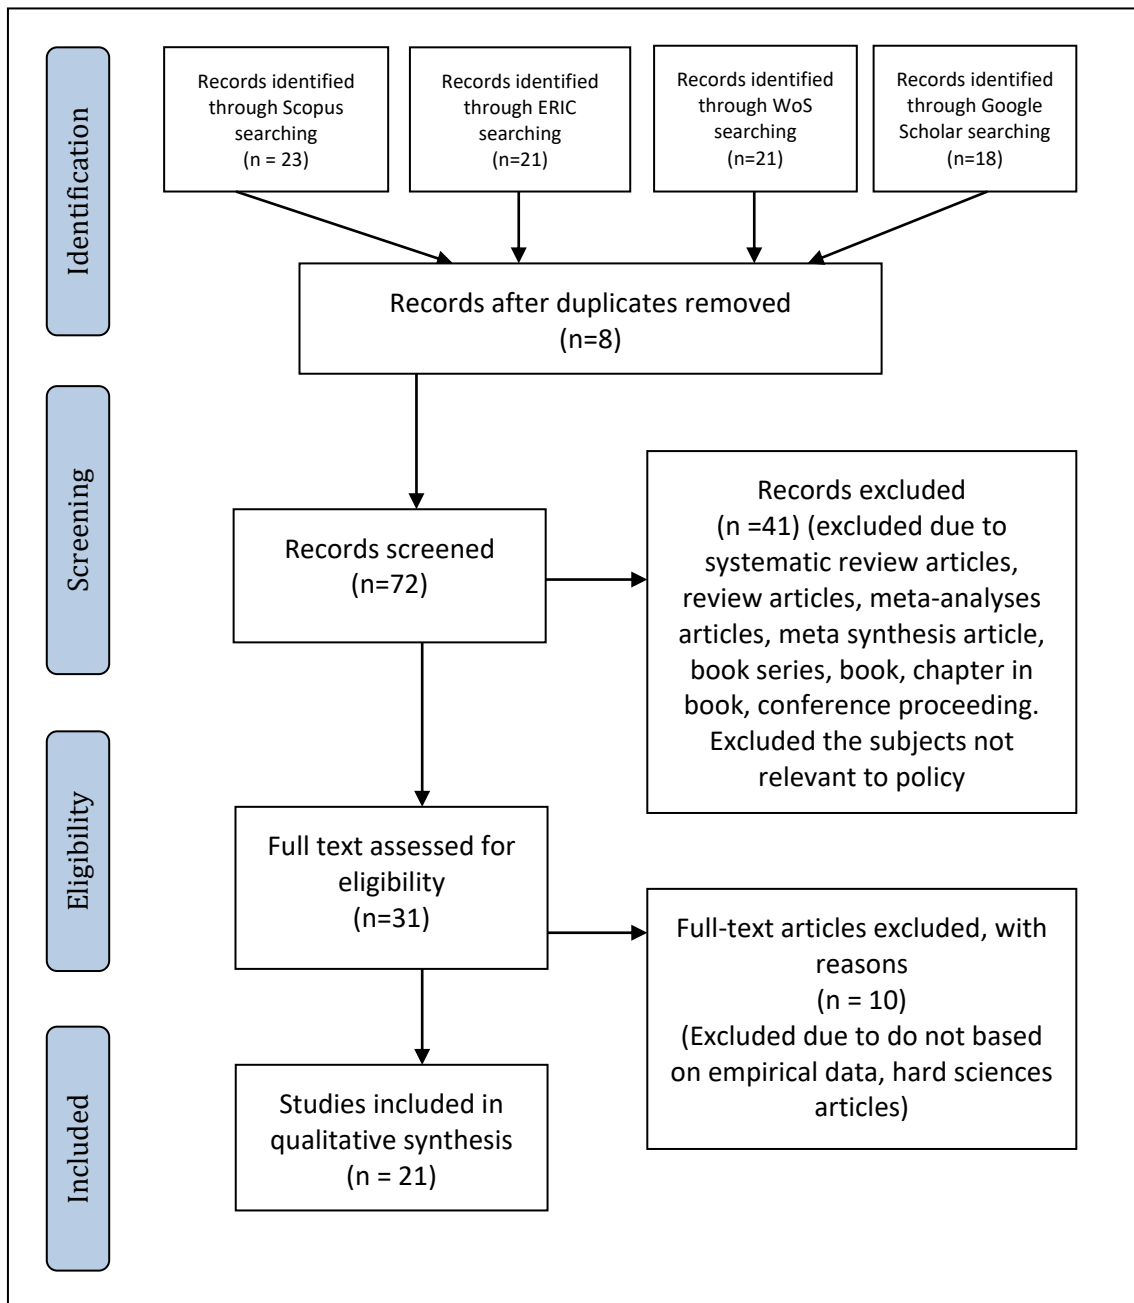 Identification
Records identified
through Scopus
searching
(n = 23)
Records identified
through ERIC
searching
(n=21)
Records identified
through WoS
searching
(n=21)
Records identified
through Google
Scholar searching
(n=18)
Records after duplicates removed
(n=8)
Screening
Records screened
(n=72)
Records excluded
(n =41) (excluded due to
systematic review articles,
review articles, meta-analyses
articles, meta synthesis article,
book series, book, chapter in
book, conference proceeding.
Excluded the subjects not
relevant to policy
Eligibility
Full text assessed for
eligibility
(n=31)
Full-text articles excluded, with
reasons
(n = 10)
(Excluded due to do not based
on empirical data, hard sciences
articles)
Included
Studies included in
qualitative synthesis
(n = 21)